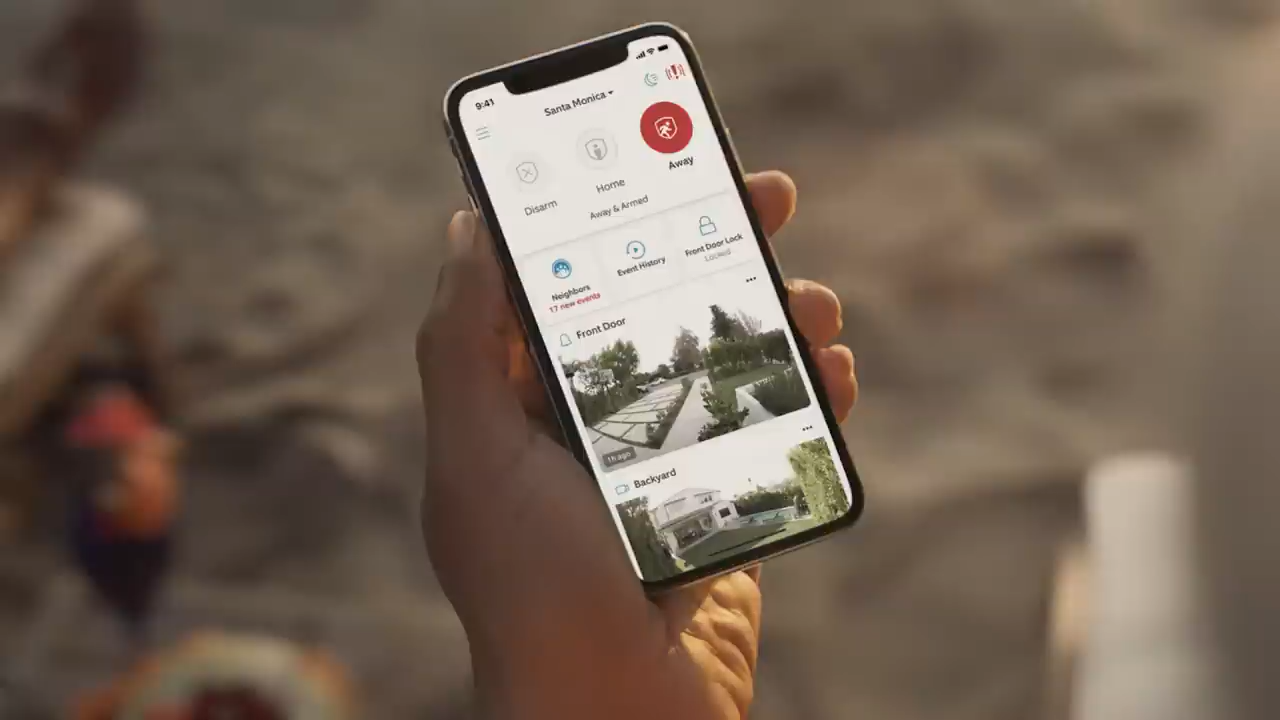 9:41
Santa Monica
Disarm
Home
Away
Away & Armed
Neighbors
17 new events
Event History
Front Door Lock
Locked
Front Door
1h ago
Backyard